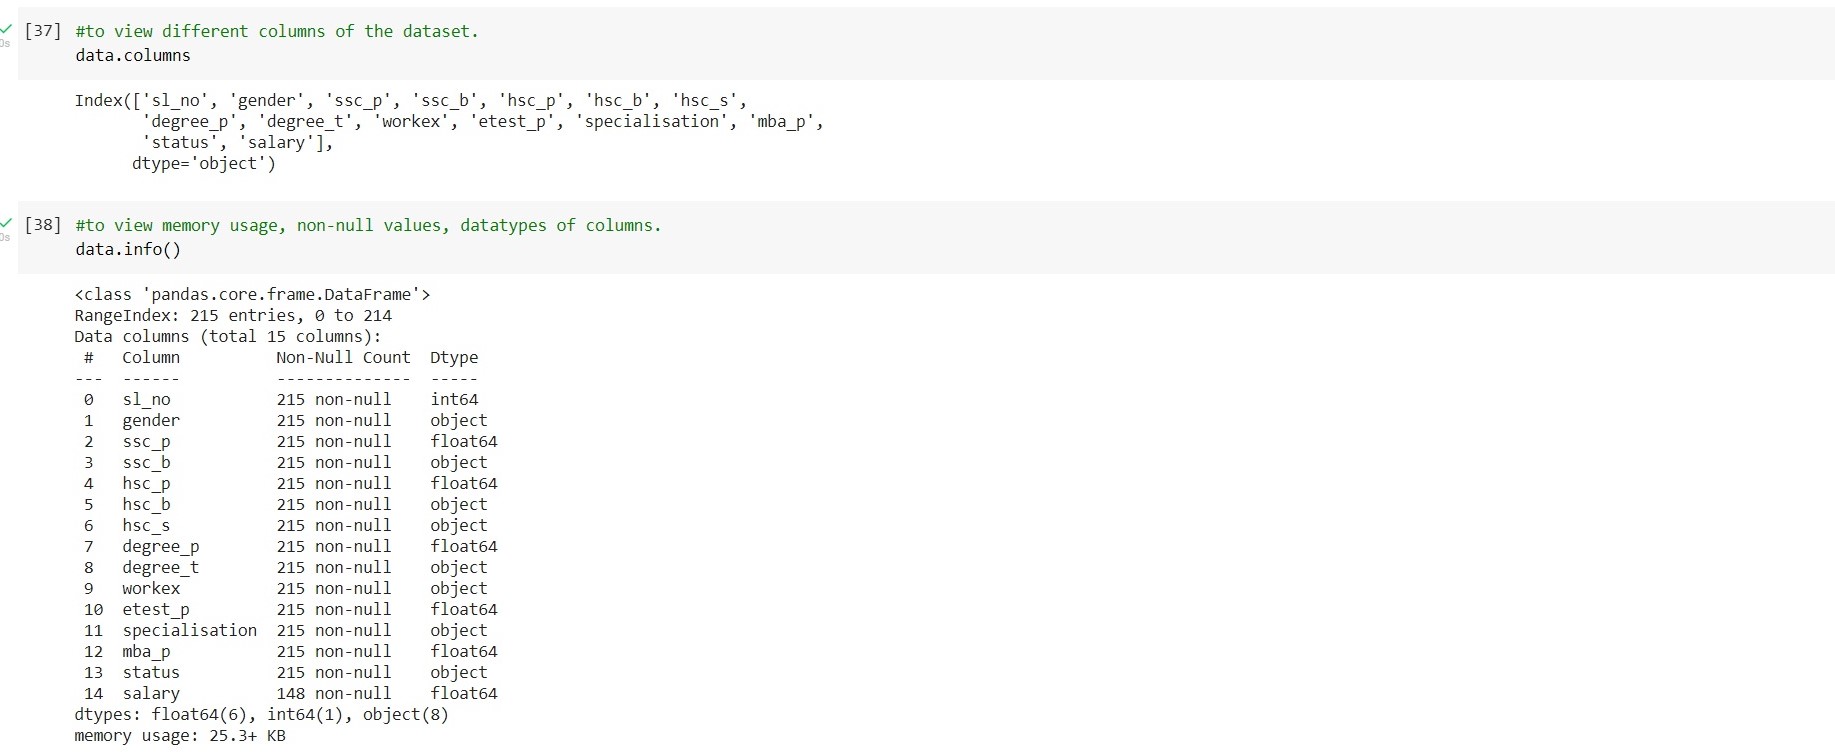 [37] #to view different columns of the dataset.
0s data.columns
Index(['sl_no', 'gender', 'ssc_p', 'ssc_b', 'hsc_p', 'hsc_b', 'hsc_s',
       'degree_p', 'degree_t', 'workex', 'etest_p', 'specialisation', 'mba_p',
       'status', 'salary'],
      dtype='object')
[38] #to view memory usage, non-null values, datatypes of columns.
0s data.info()
<class 'pandas.core.frame.DataFrame'>
RangeIndex: 215 entries, 0 to 214
Data columns (total 15 columns):
 #   Column          Non-Null Count  Dtype
---  ------          --------------  -----
 0   sl_no           215 non-null    int64
 1   gender          215 non-null    object
 2   ssc_p           215 non-null    float64
 3   ssc_b           215 non-null    object
 4   hsc_p           215 non-null    float64
 5   hsc_b           215 non-null    object
 6   hsc_s           215 non-null    object
 7   degree_p        215 non-null    float64
 8   degree_t        215 non-null    object
 9   workex          215 non-null    object
 10  etest_p         215 non-null    float64
 11  specialisation  215 non-null    object
 12  mba_p           215 non-null    float64
 13  status          215 non-null    object
 14  salary          148 non-null    float64
dtypes: float64(6), int64(1), object(8)
memory usage: 25.3+ KB